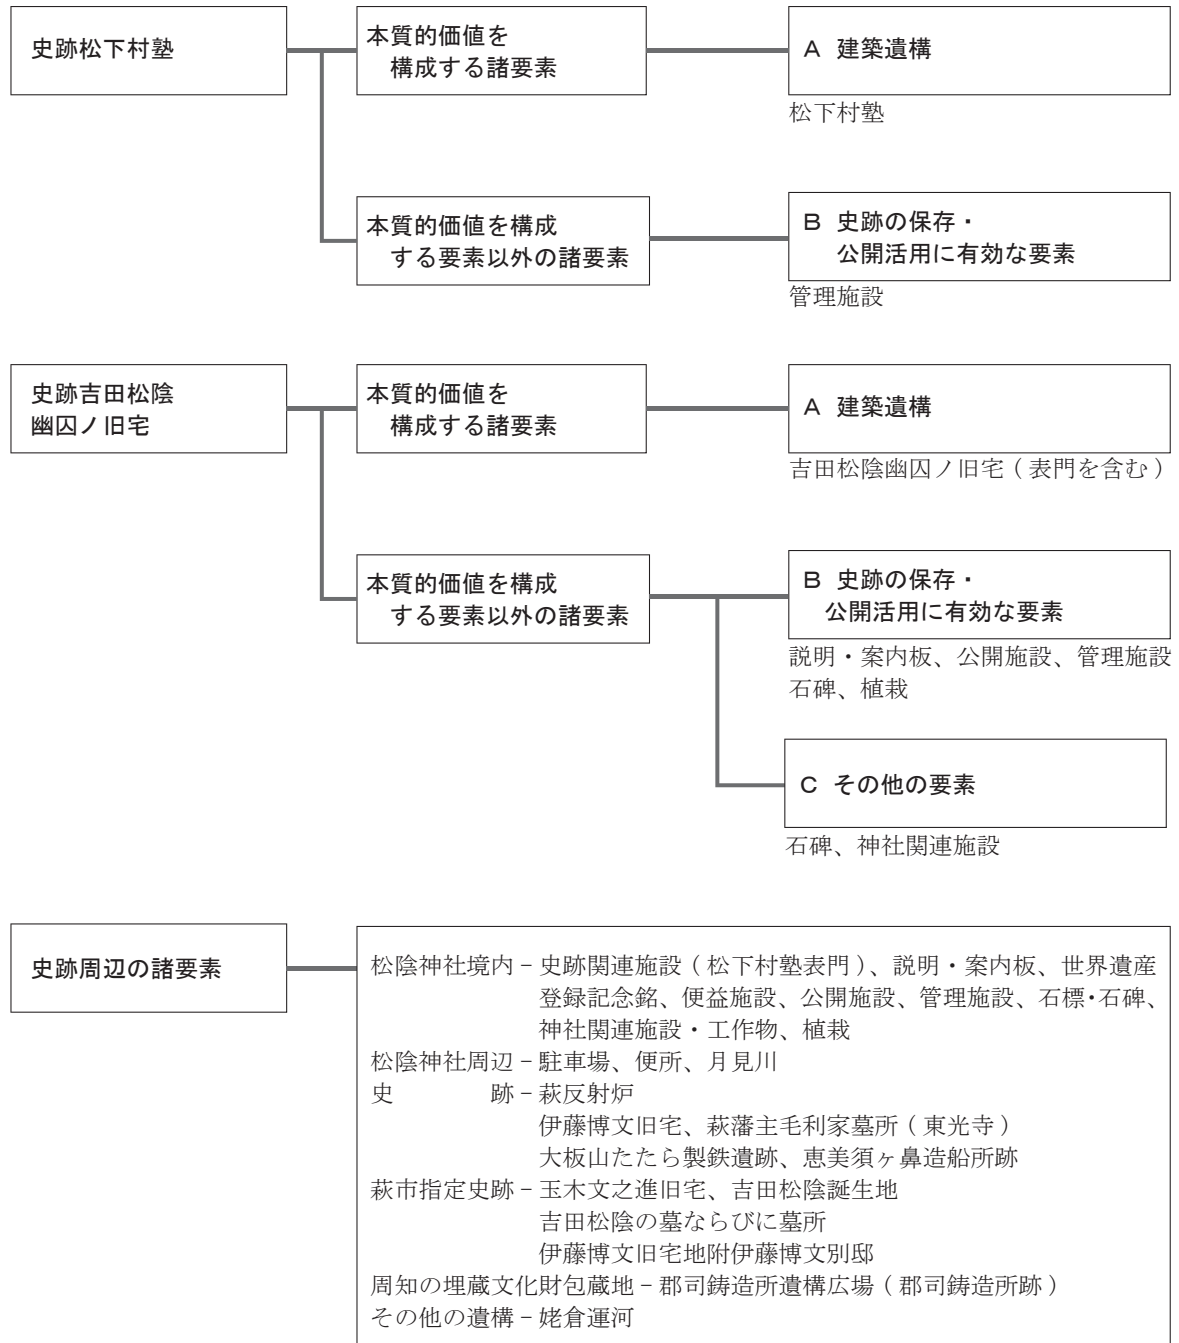 史跡松下村塾
本質的価値を
構成する諸要素
A 建築遺構
松下村塾
本質的価値を構成
する要素以外の諸要素
B 史跡の保存・
公開活用に有効な要素
管理施設
史跡吉田松陰
幽囚ノ旧宅
本質的価値を
構成する諸要素
A 建築遺構
吉田松陰幽囚ノ旧宅(表門を含む)
本質的価値を構成
する要素以外の諸要素
B 史跡の保存・
公開活用に有効な要素
説明・案内板、公開施設、管理施設
石碑、植栽
C その他の要素
石碑、神社関連施設
史跡周辺の諸要素
松陰神社境内−史跡関連施設(松下村塾表門)、説明・案内板、世界遺産
登録記念銘、便益施設、公開施設、管理施設、石標・石碑、
神社関連施設・工作物、植栽
松陰神社周辺−駐車場、便所、月見川
史　　　　跡−萩反射炉
伊藤博文旧宅、萩藩主毛利家墓所(東光寺)
大板山たたら製鉄遺跡、恵美須ヶ鼻造船所跡
萩市指定史跡−玉木文之進旧宅、吉田松陰誕生地
吉田松陰の墓ならびに墓所
伊藤博文旧宅地附伊藤博文別邸
周知の埋蔵文化財包蔵地−郡司鋳造所遺構広場(郡司鋳造所跡)
その他の遺構−姥倉運河